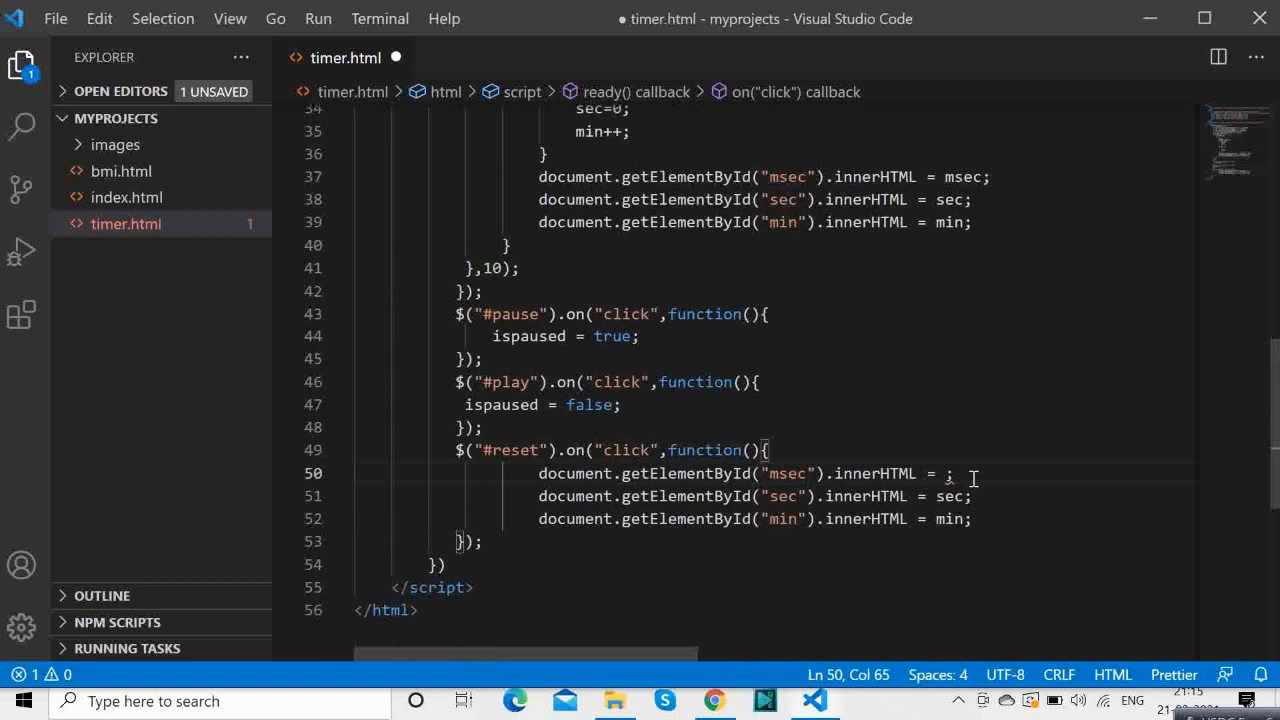 File Edit Selection View Go Run Terminal Help
● timer.html - myprojects - Visual Studio Code
EXPLORER
OPEN EDITORS 1 UNSAVED
MYPROJECTS
images
bmi.html
index.html
timer.html 1
OUTLINE
NPM SCRIPTS
RUNNING TASKS
timer.html ●
timer.html > html > script > ready() callback > on("click") callback
34 sec=0;
35 min++;
36 }
37 document.getElementById("msec").innerHTML = msec;
38 document.getElementById("sec").innerHTML = sec;
39 document.getElementById("min").innerHTML = min;
40 }
41 },10);
42 });
43 $("#pause").on("click",function(){
44 ispaused = true;
45 });
46 $("#play").on("click",function(){
47 ispaused = false;
48 });
49 $("#reset").on("click",function(){
50 document.getElementById("msec").innerHTML = ;
51 document.getElementById("sec").innerHTML = sec;
52 document.getElementById("min").innerHTML = min;
53 });
54 })
55 </script>
56 </html>
1 0
Ln 50, Col 65 Spaces: 4 UTF-8 CRLF HTML Prettier
Type here to search
ENG
21:15